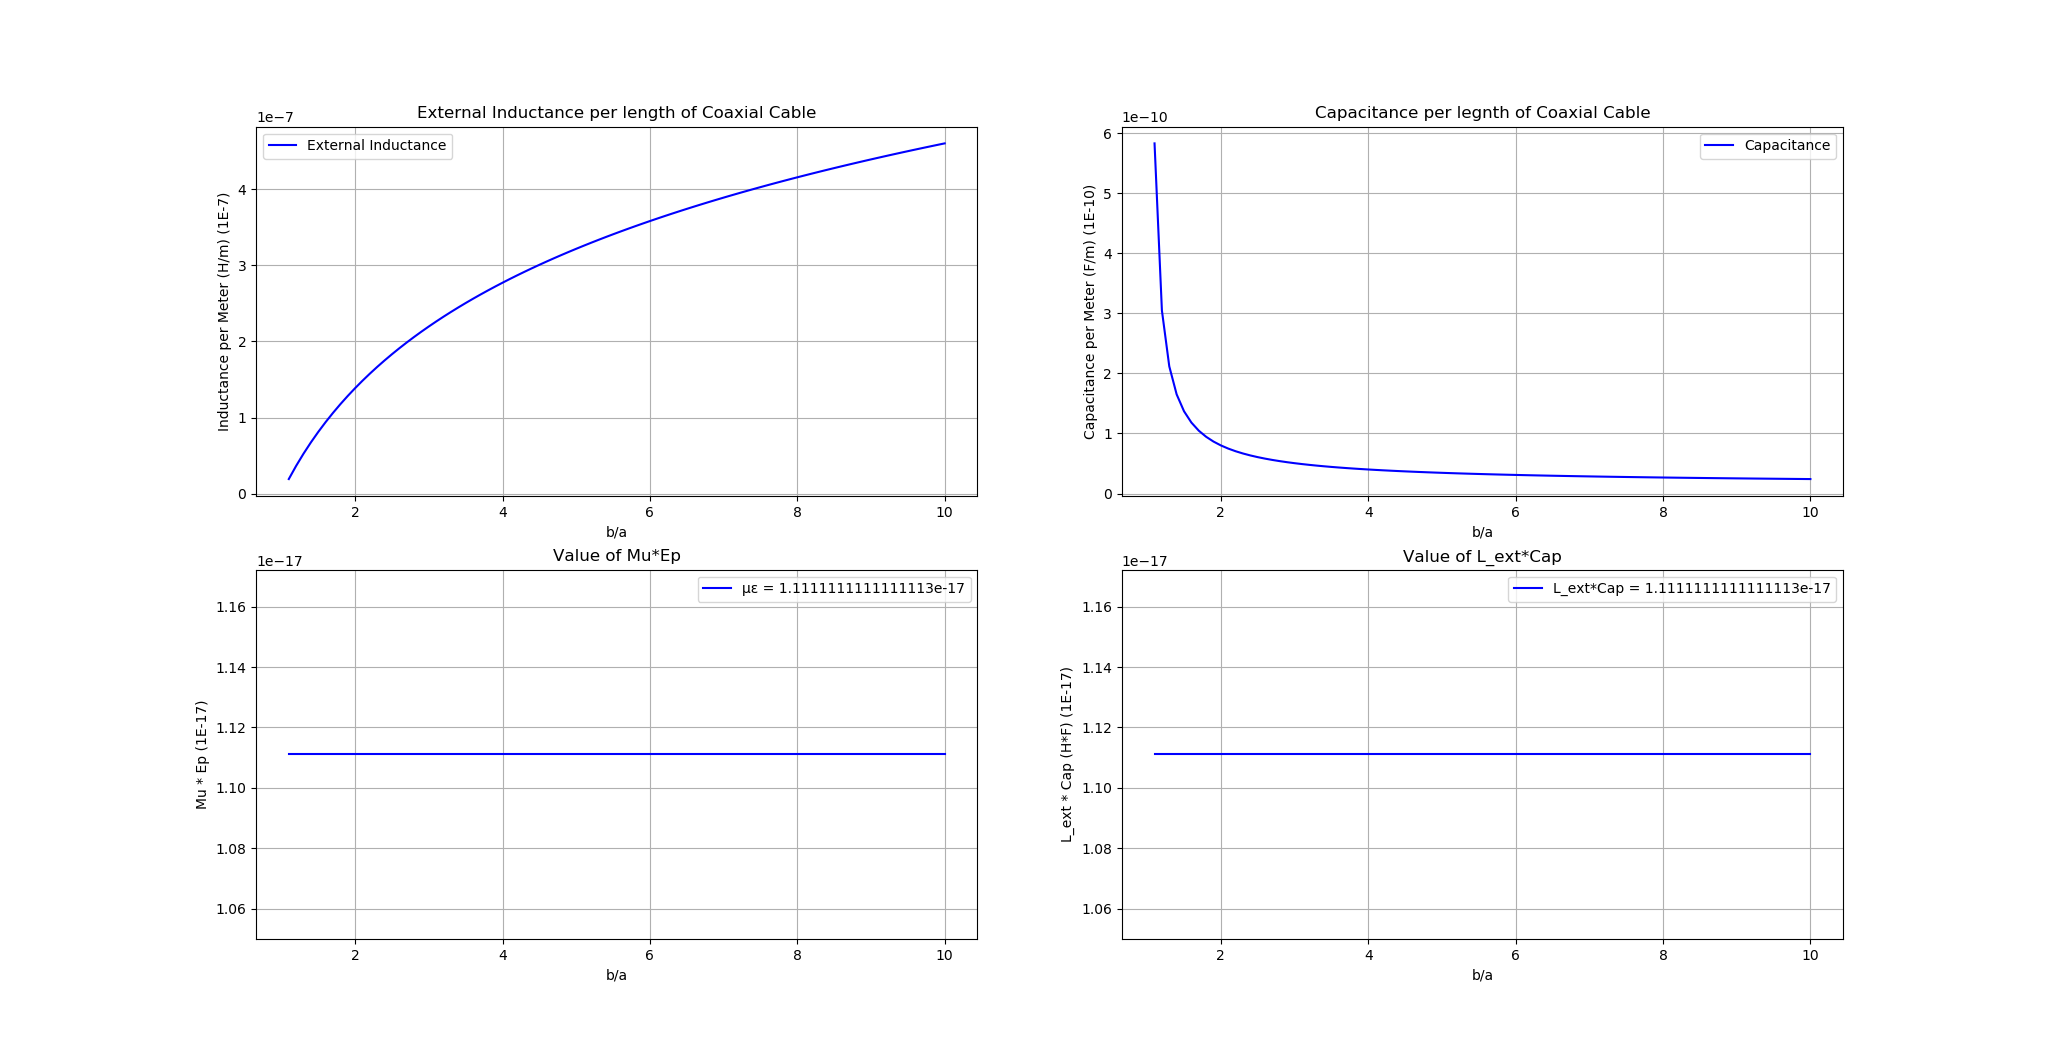 External Inductance per length of Coaxial Cable
1e−7
External Inductance
Inductance per Meter (H/m) (1E-7)
4
3
2
1
0
2 4 6 8 10
b/a
Capacitance per legnth of Coaxial Cable
1e−10
Capacitance
Capacitance per Meter (F/m) (1E-10)
6
5
4
3
2
1
0
2 4 6 8 10
b/a
Value of Mu*Ep
1e−17
με = 1.1111111111111113e-17
Mu * Ep (1E-17)
1.16
1.14
1.12
1.10
1.08
1.06
2 4 6 8 10
b/a
Value of L_ext*Cap
1e−17
L_ext*Cap = 1.1111111111111113e-17
L_ext * Cap (H*F) (1E-17)
1.16
1.14
1.12
1.10
1.08
1.06
2 4 6 8 10
b/a